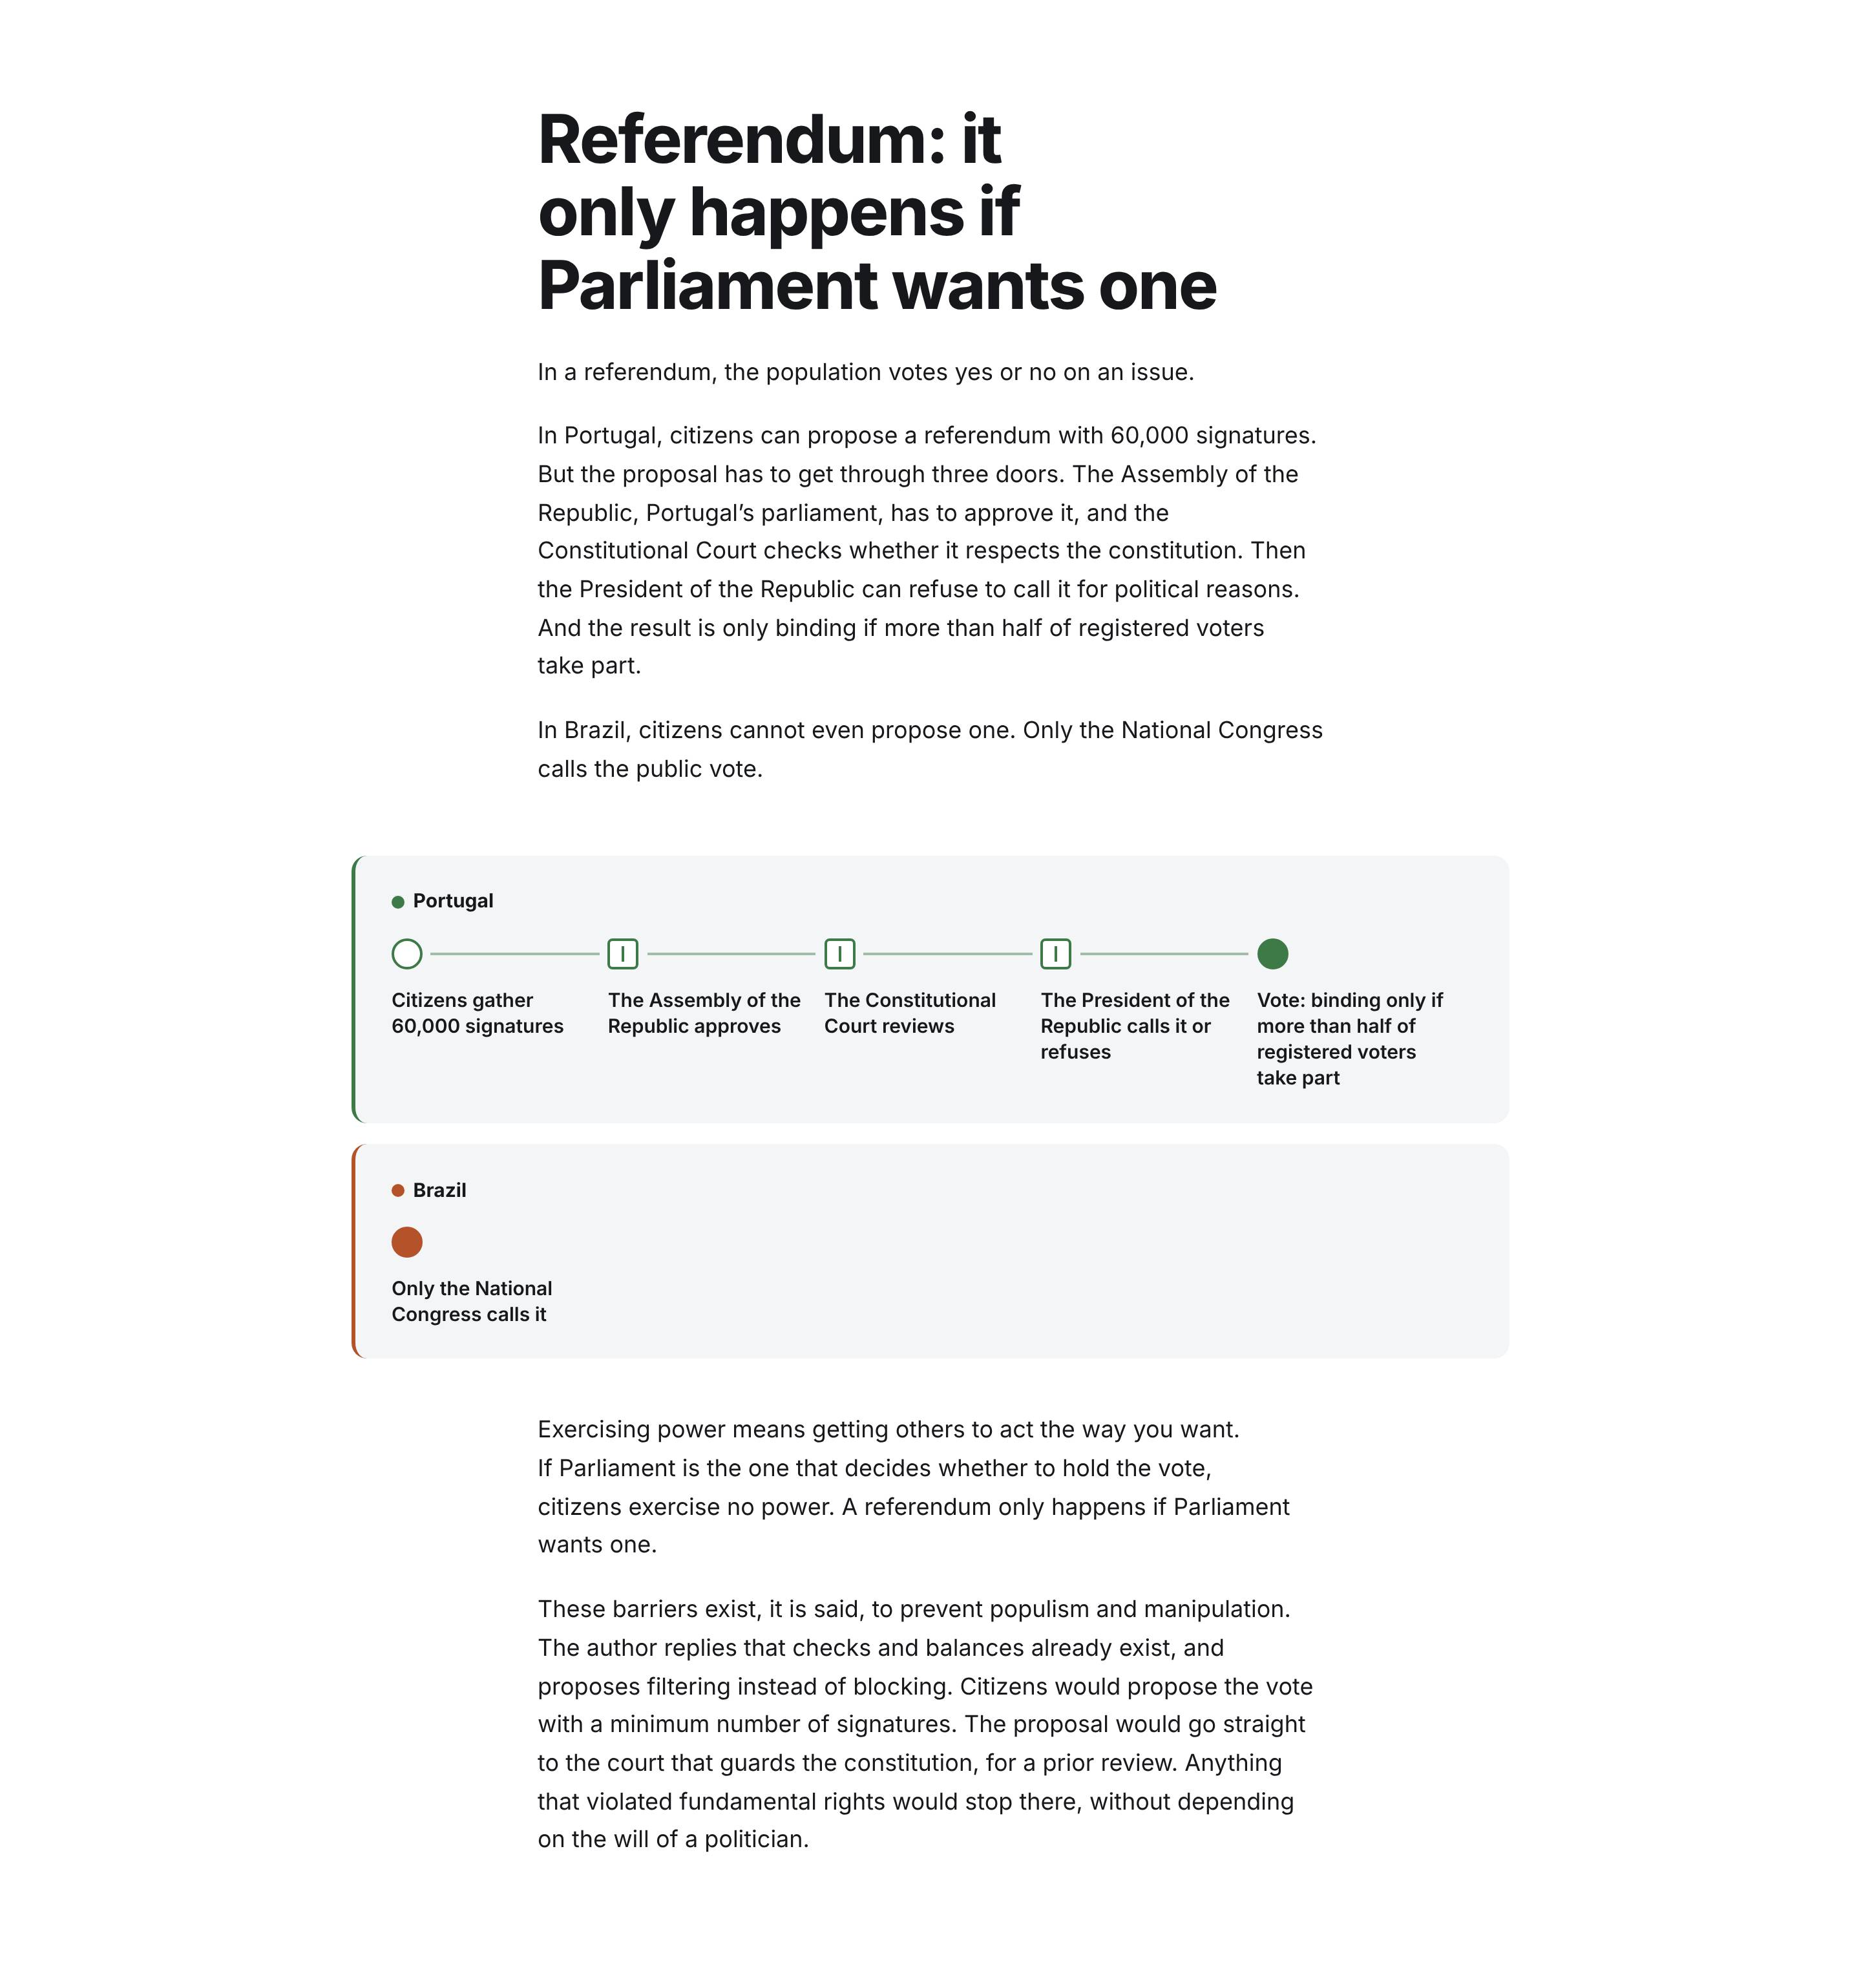 Referendum: it
only happens if
Parliament wants one
In a referendum, the population votes yes or no on an issue.
In Portugal, citizens can propose a referendum with 60,000 signatures.
But the proposal has to get through three doors. The Assembly of the
Republic, Portugal’s parliament, has to approve it, and the
Constitutional Court checks whether it respects the constitution. Then
the President of the Republic can refuse to call it for political reasons.
And the result is only binding if more than half of registered voters
take part.
In Brazil, citizens cannot even propose one. Only the National Congress
calls the public vote.
Portugal
Citizens gather
60,000 signatures
The Assembly of the
Republic approves
The Constitutional
Court reviews
The President of the
Republic calls it or
refuses
Vote: binding only if
more than half of
registered voters
take part
Brazil
Only the National
Congress calls it
Exercising power means getting others to act the way you want.
If Parliament is the one that decides whether to hold the vote,
citizens exercise no power. A referendum only happens if Parliament
wants one.
These barriers exist, it is said, to prevent populism and manipulation.
The author replies that checks and balances already exist, and
proposes filtering instead of blocking. Citizens would propose the vote
with a minimum number of signatures. The proposal would go straight
to the court that guards the constitution, for a prior review. Anything
that violated fundamental rights would stop there, without depending
on the will of a politician.